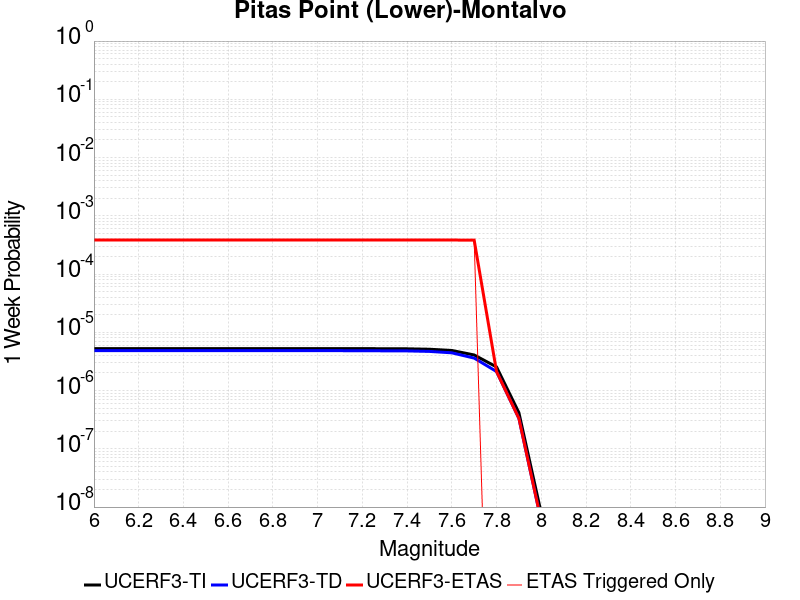 Pitas Point (Lower)-Montalvo
10^0
10^-1
10^-2
10^-3
10^-4
10^-5
10^-6
10^-7
10^-8
1 Week Probability
6 6.2 6.4 6.6 6.8 7 7.2 7.4 7.6 7.8 8 8.2 8.4 8.6 8.8 9
Magnitude
UCERF3-TI UCERF3-TD UCERF3-ETAS ETAS Triggered Only